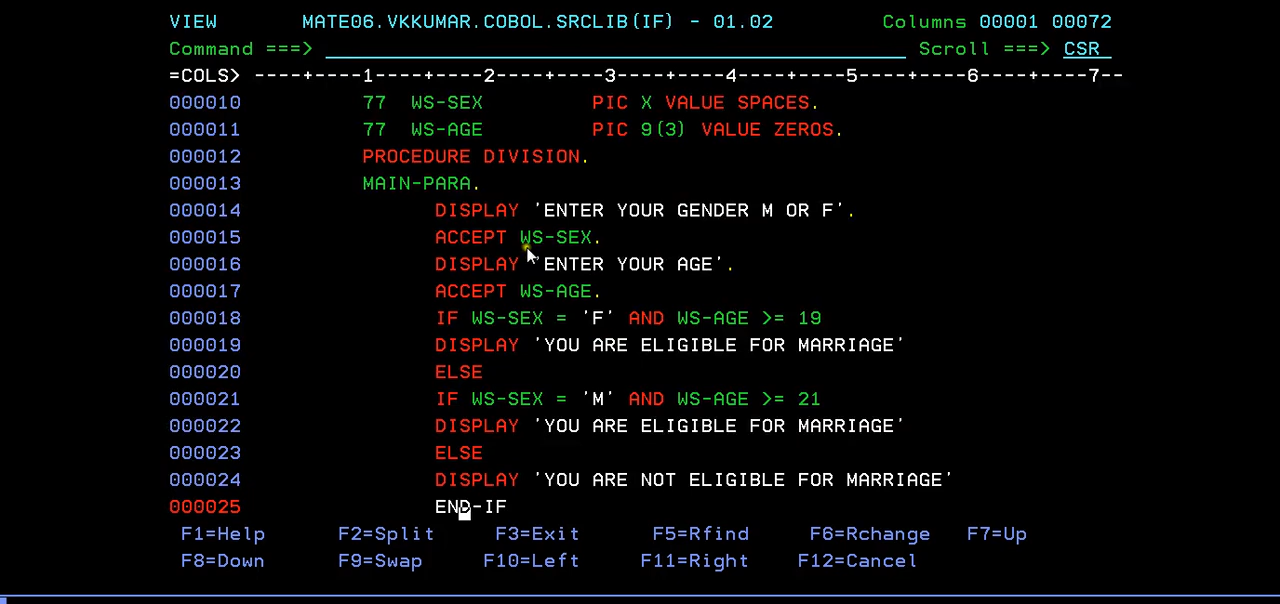 VIEW MATE06.VKKUMAR.COBOL.SRCLIB(IF) - 01.02 Columns 00001 00072
Command ===> Scroll ===> CSR
=COLS> ----+----1----+----2----+----3----+----4----+----5----+----6----+----7--
000010 77 WS-SEX PIC X VALUE SPACES.
000011 77 WS-AGE PIC 9(3) VALUE ZEROS.
000012 PROCEDURE DIVISION.
000013 MAIN-PARA.
000014 DISPLAY 'ENTER YOUR GENDER M OR F'.
000015 ACCEPT WS-SEX.
000016 DISPLAY 'ENTER YOUR AGE'.
000017 ACCEPT WS-AGE.
000018 IF WS-SEX = 'F' AND WS-AGE >= 19
000019 DISPLAY 'YOU ARE ELIGIBLE FOR MARRIAGE'
000020 ELSE
000021 IF WS-SEX = 'M' AND WS-AGE >= 21
000022 DISPLAY 'YOU ARE ELIGIBLE FOR MARRIAGE'
000023 ELSE
000024 DISPLAY 'YOU ARE NOT ELIGIBLE FOR MARRIAGE'
000025 END-IF
F1=Help F2=Split F3=Exit F5=Rfind F6=Rchange F7=Up
F8=Down F9=Swap F10=Left F11=Right F12=Cancel